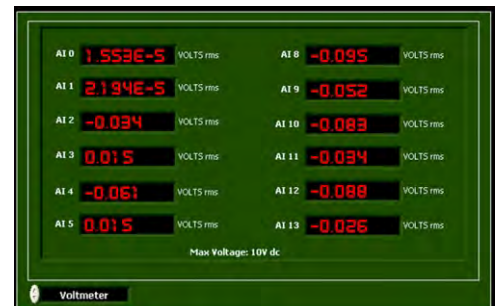 AI 0 1.553E-5 VOLTS rms AI 8 -0.095 VOLTS rms
AI 1 2.194E-5 VOLTS rms AI 9 -0.052 VOLTS rms
AI 2 -0.034 VOLTS rms AI 10 -0.083 VOLTS rms
AI 3 0.015 VOLTS rms AI 11 -0.034 VOLTS rms
AI 4 -0.061 VOLTS rms AI 12 -0.088 VOLTS rms
AI 5 0.015 VOLTS rms AI 13 -0.026 VOLTS rms
Max Voltage: 10V dc
Voltmeter